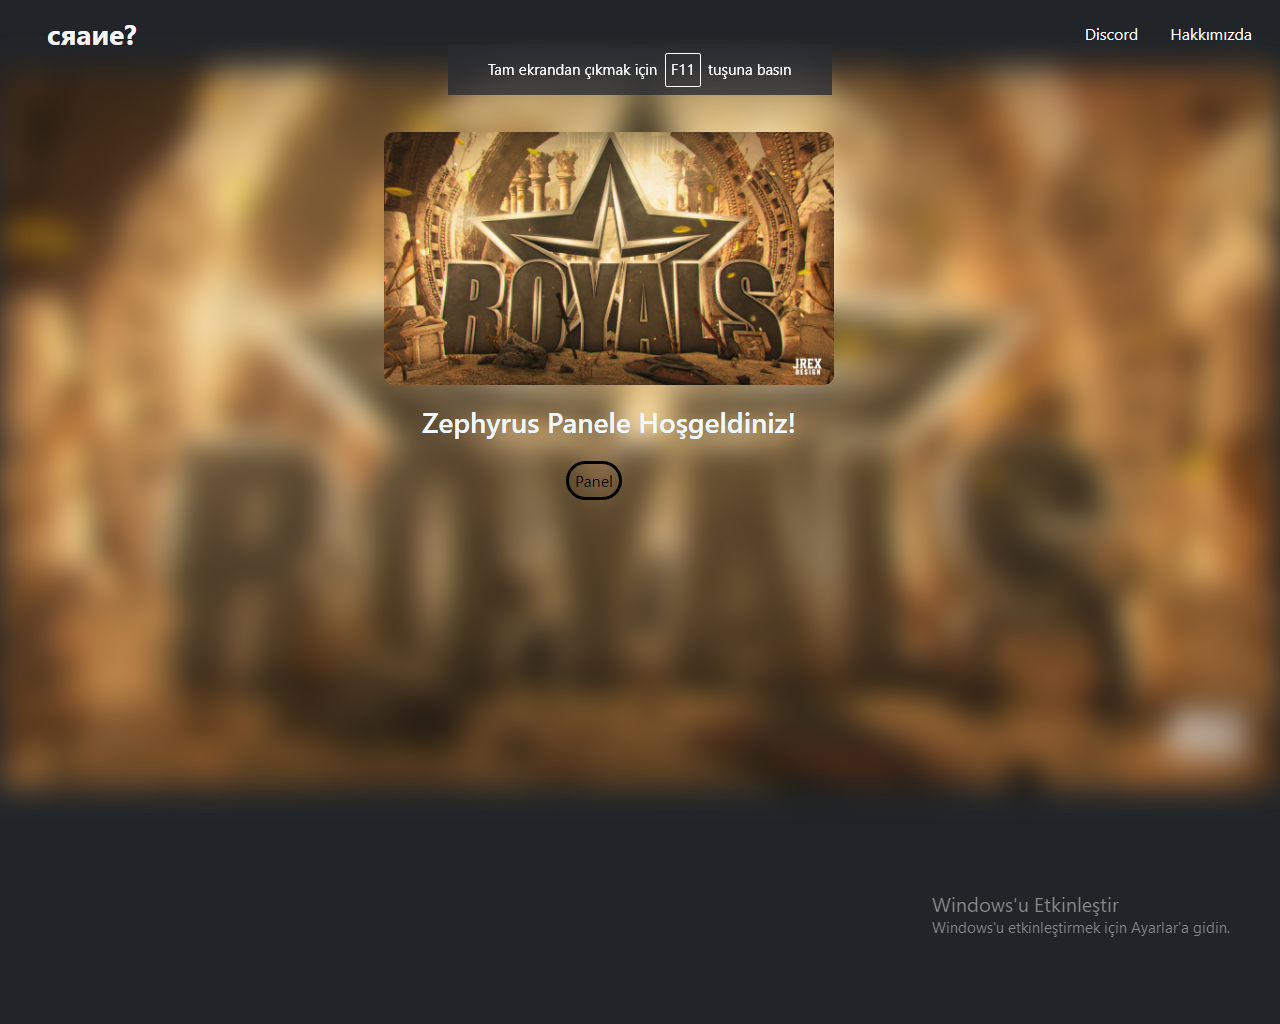 cяaиe?
Discord
Hakkımızda
Tam ekrandan çıkmak için F11 tuşuna basın
ROYALS
JREX
DESIGN
Zephyrus Panele Hoşgeldiniz!
Panel
Windows'u Etkinleştir
Windows'u etkinleştirmek için Ayarlar'a gidin.